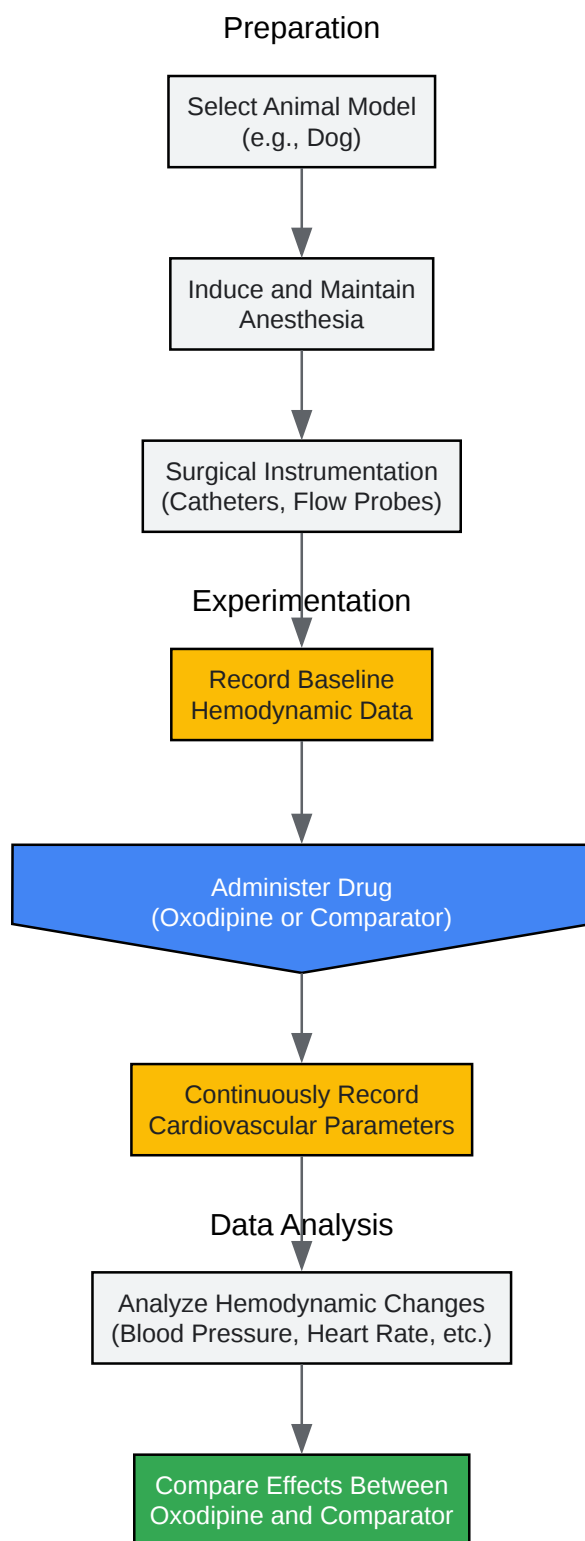 Preparation
Select Animal Model
(e.g., Dog)
Induce and Maintain
Anesthesia
Surgical Instrumentation
(Catheters, Flow Probes)
Experimentation
Record Baseline
Hemodynamic Data
Administer Drug
(Oxodipine or Comparator)
Continuously Record
Cardiovascular Parameters
Data Analysis
Analyze Hemodynamic Changes
(Blood Pressure, Heart Rate, etc.)
Compare Effects Between
Oxodipine and Comparator